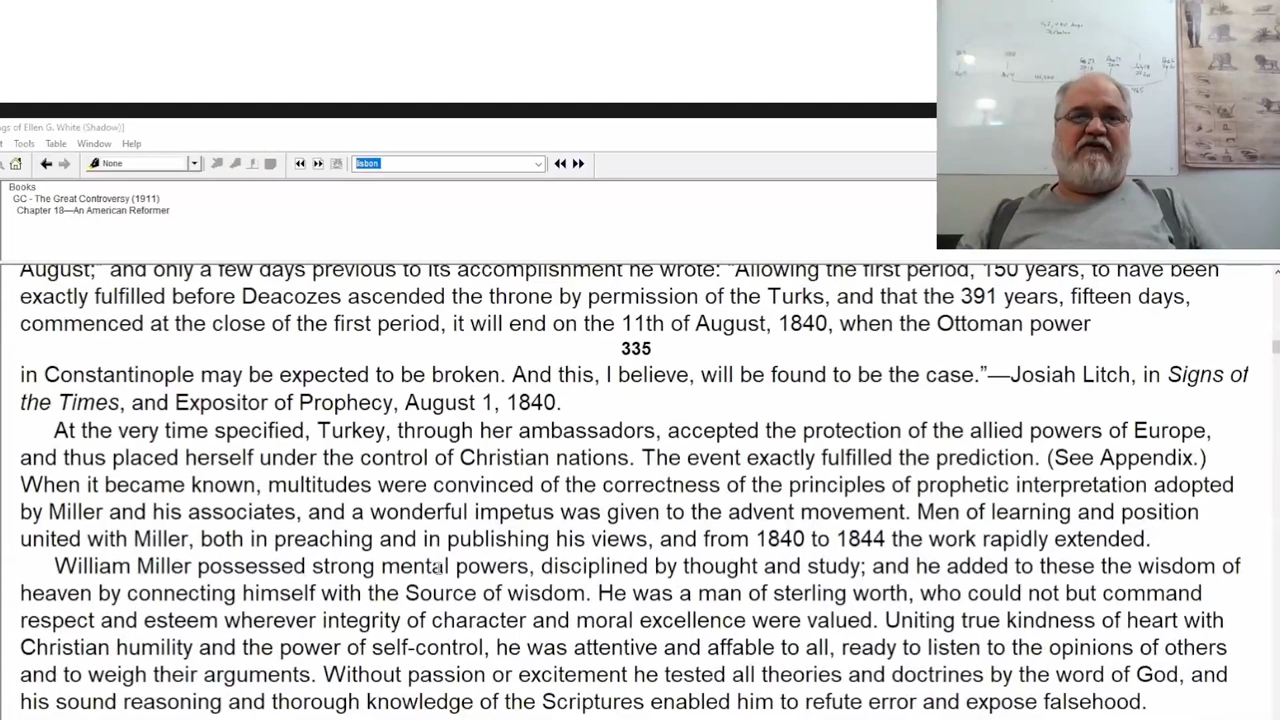 gs of Ellen G. White (Shadow)]
t Tools Table Window Help
None
lisbon
Books
GC - The Great Controversy (1911)
Chapter 18—An American Reformer
August;” and only a few days previous to its accomplishment he wrote: “Allowing the first period, 150 years, to have been
exactly fulfilled before Deacozes ascended the throne by permission of the Turks, and that the 391 years, fifteen days,
commenced at the close of the first period, it will end on the 11th of August, 1840, when the Ottoman power
335
in Constantinople may be expected to be broken. And this, I believe, will be found to be the case.”—Josiah Litch, in Signs of
the Times, and Expositor of Prophecy, August 1, 1840.
At the very time specified, Turkey, through her ambassadors, accepted the protection of the allied powers of Europe,
and thus placed herself under the control of Christian nations. The event exactly fulfilled the prediction. (See Appendix.)
When it became known, multitudes were convinced of the correctness of the principles of prophetic interpretation adopted
by Miller and his associates, and a wonderful impetus was given to the advent movement. Men of learning and position
united with Miller, both in preaching and in publishing his views, and from 1840 to 1844 the work rapidly extended.
William Miller possessed strong mental powers, disciplined by thought and study; and he added to these the wisdom of
heaven by connecting himself with the Source of wisdom. He was a man of sterling worth, who could not but command
respect and esteem wherever integrity of character and moral excellence were valued. Uniting true kindness of heart with
Christian humility and the power of self-control, he was attentive and affable to all, ready to listen to the opinions of others
and to weigh their arguments. Without passion or excitement he tested all theories and doctrines by the word of God, and
his sound reasoning and thorough knowledge of the Scriptures enabled him to refute error and expose falsehood.